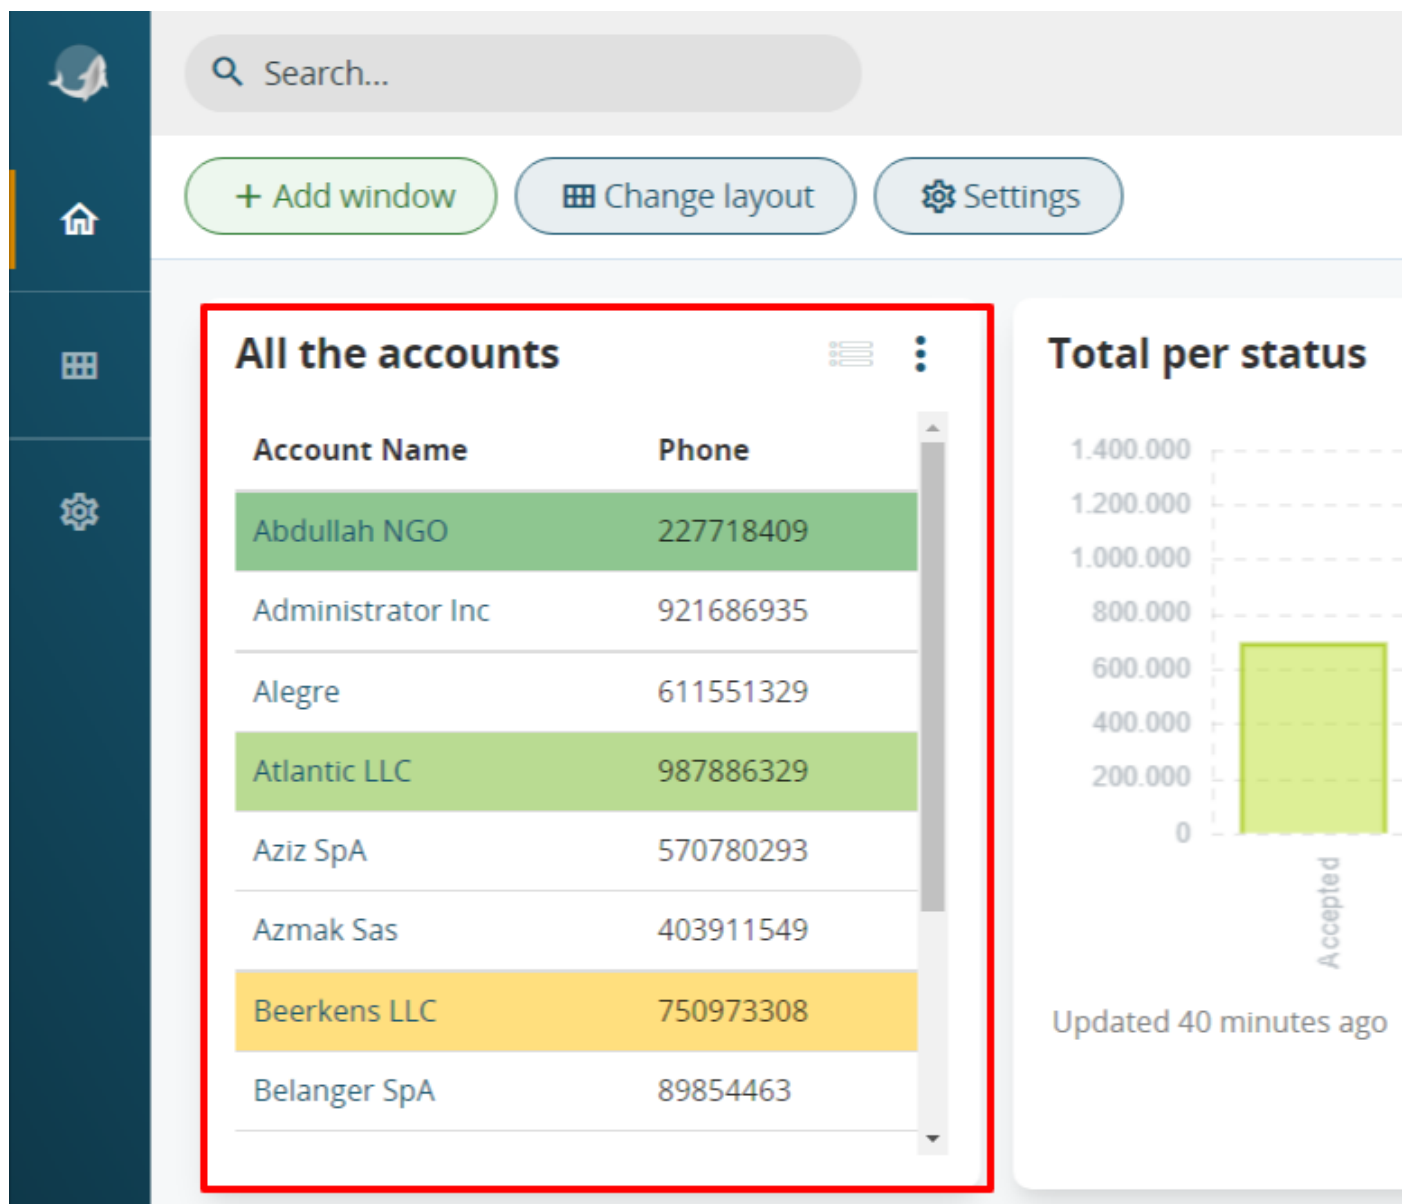 Search...
+ Add window
Change layout
Settings
All the accounts
Account Name Phone
Abdullah NGO 227718409
Administrator Inc 921686935
Alegre 611551329
Atlantic LLC 987886329
Aziz SpA 570780293
Azmak Sas 403911549
Beerkens LLC 750973308
Belanger SpA 89854463
Total per status
1.400.000
1.200.000
1.000.000
800.000
600.000
400.000
200.000
0
Accepted
Updated 40 minutes ago